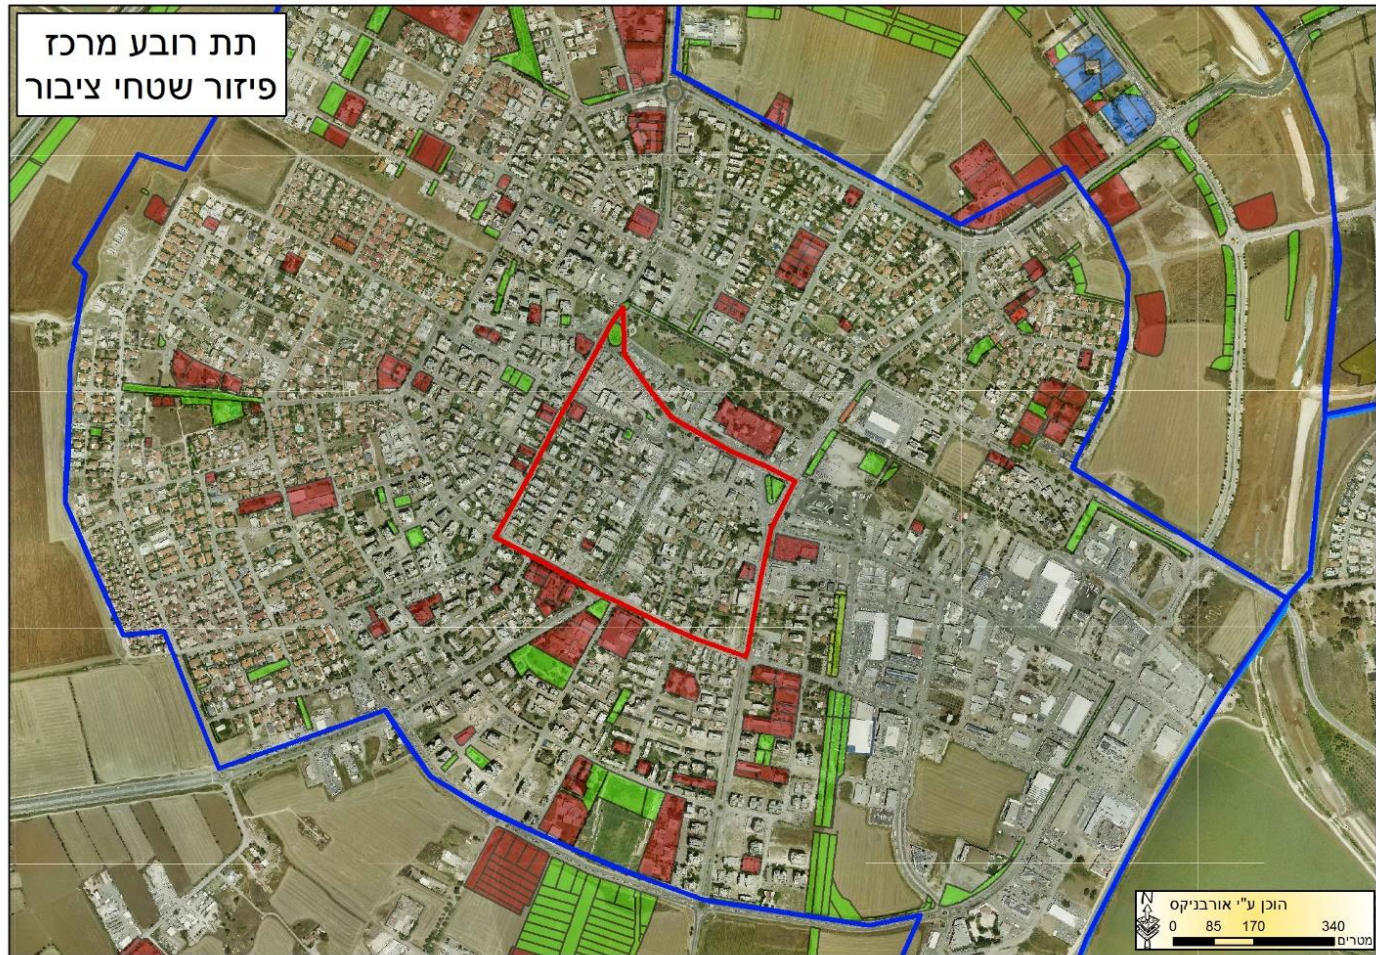 תת רובע מרכז
פיזור שטחי ציבור
הוכן ע"י אורבניקס
N
0 85 170 340
מטרים